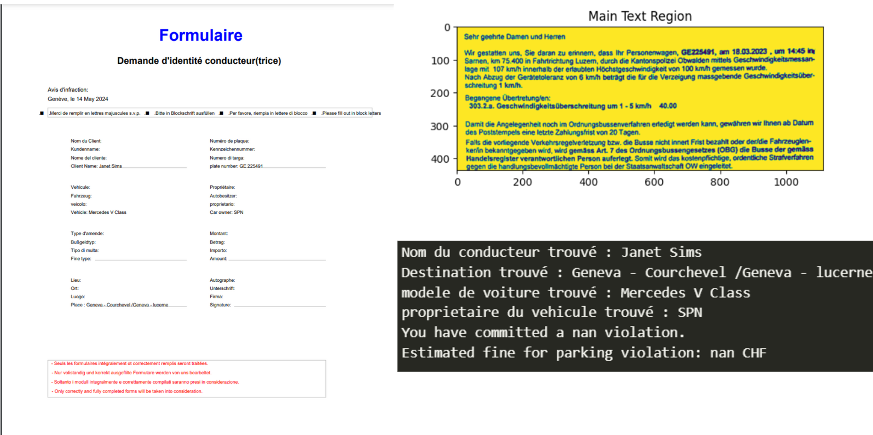 Formulaire
Demande d'identité conducteur(trice)
Avis d'infraction:
Genève, le 14 May 2024
.Merci de remplir en lettres majuscules s.v.p. .Bitte in Blockschrift ausfüllen .Per favore, riempia in lettere di blocco .Please fill out in block letters
Nom du Client:
Kundenname:
Nome del cliente:
Client Name: Janet Sims
Numéro de plaque:
Kennzeichennummer:
Numero di targa:
plate number: GE 225491
Vehicule:
Fahrzeug:
veicolo:
Vehicle: Mercedes V Class
Propriétaire:
Autobesitzer:
proprietario:
Car owner: SPN
Type d'amende:
Bußgeldtyp:
Tipo di multa:
Fine type:
Montant:
Betrag:
Importo:
Amount:
Lieu:
Ort:
Luogo:
Place : Geneva - Courchevel /Geneva - lucerne
Autographe:
Unterschrift:
Firma:
Signature:
- Seuls les formulaires intégralement et correctement remplis seront traitées.
- Nur vollständig und korrekt ausgefüllte Formulare werden von uns bearbeitet.
- Soltanto i moduli integralmente e correttamente compilati saranno presi in considerazione.
- Only correctly and fully completed forms will be taken into consideration.
Main Text Region
0
100
200
300
400
0
200
400
600
800
1000
Sehr geehrte Damen und Herren
Wir gestatten uns, Sie daran zu erinnern, dass Ihr Personenwagen, GE225491, am 18.03.2023 , um 14:45 in
Sarnen, km 75.400 in Fahrtrichtung Luzern, durch die Kantonspolizei Obwalden mittels Geschwindigkeitsmessan-
lage mit 107 km/h innerhalb der erlaubten Höchstgeschwindigkeit von 100 km/h gemessen wurde.
Nach Abzug der Gerätetoleranz von 6 km/h beträgt die für die Verzeigung massgebende Geschwindigkeitsüber-
schreitung 1 km/h.
Begangene Übertretung/en:
303.2.a. Geschwindigkeitsüberschreitung um 1 - 5 km/h 40.00
Damit die Angelegenheit noch im Ordnungsbussenverfahren erledigt werden kann, gewähren wir Ihnen ab Datum
des Poststempels eine letzte Zahlungsfrist von 20 Tagen.
Falls die vorliegende Verkehrsregelverletzung bzw. die Busse nicht innert Frist bezahlt oder der/die Fahrzeuglen-
ker/in bekanntgegeben wird, wird gemäss Art. 7 des Ordnungsbussengesetzes (OBG) die Busse der gemäss
Handelsregister verantwortlichen Person auferlegt. Somit wird das kostenpflichtige, ordentliche Strafverfahren
gegen die handlungsbevollmächtigte Person bei der Staatsanwaltschaft OW eingeleitet.
Nom du conducteur trouvé : Janet Sims
Destination trouvé : Geneva - Courchevel /Geneva - lucerne
modele de voiture trouvé : Mercedes V Class
proprietaire du vehicule trouvé : SPN
You have committed a nan violation.
Estimated fine for parking violation: nan CHF